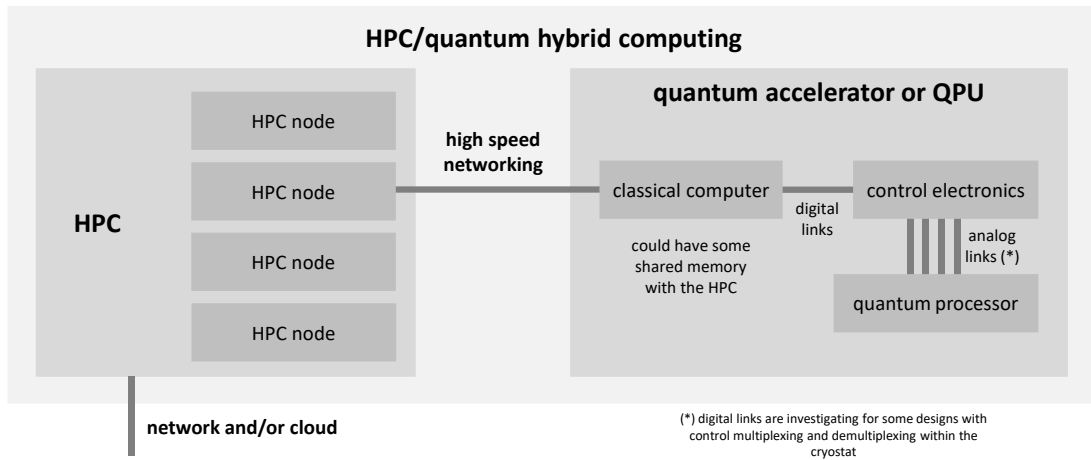 HPC/quantum hybrid computing
HPC
HPC node
HPC node
HPC node
HPC node
high speed
networking
quantum accelerator or QPU
classical computer
could have some
shared memory
with the HPC
digital
links
control electronics
analog
links (*)
quantum processor
network and/or cloud
(*) digital links are investigating for some designs with
control multiplexing and demultiplexing within the
cryostat